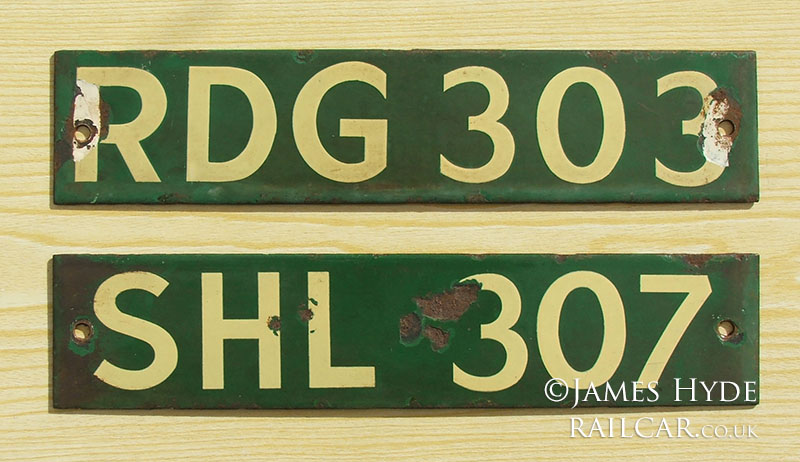 RDG 303
SHL 307
©JAMES HYDE
RAILCAR.CO.UK